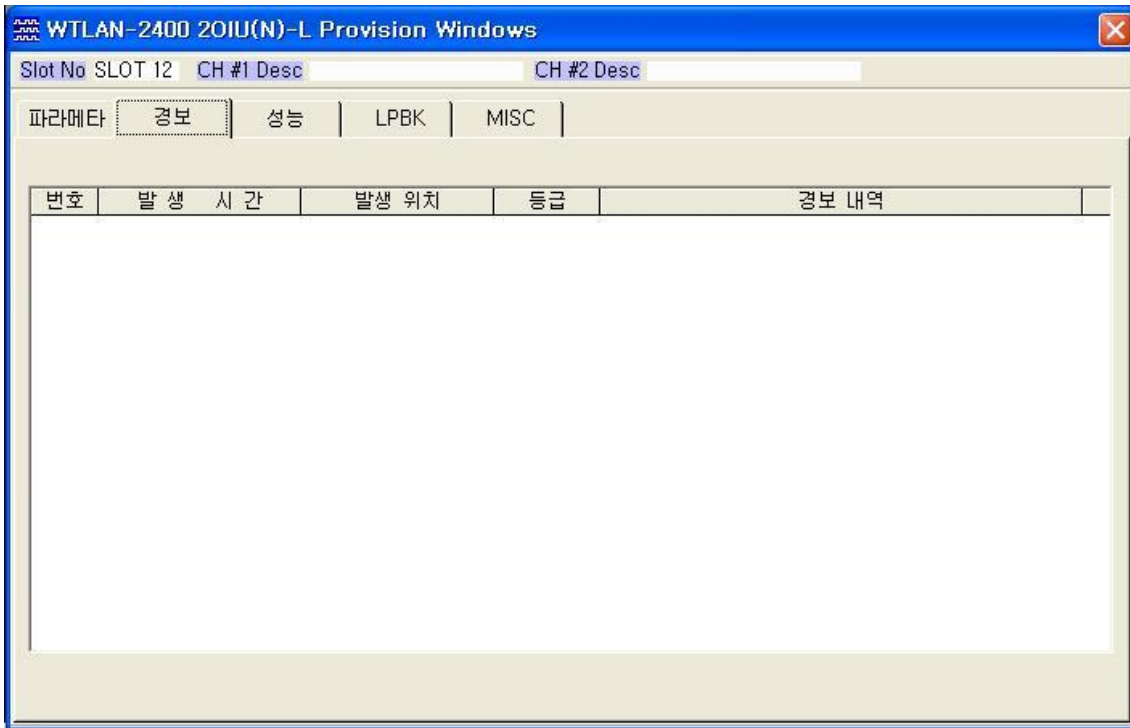 WTLAN-2400 2OIU(N)-L Provision Windows
Slot No SLOT 12 CH #1 Desc CH #2 Desc
파라메타 경보 성능 LPBK MISC
번호 발 생 시 간 발생 위치 등급 경보 내역